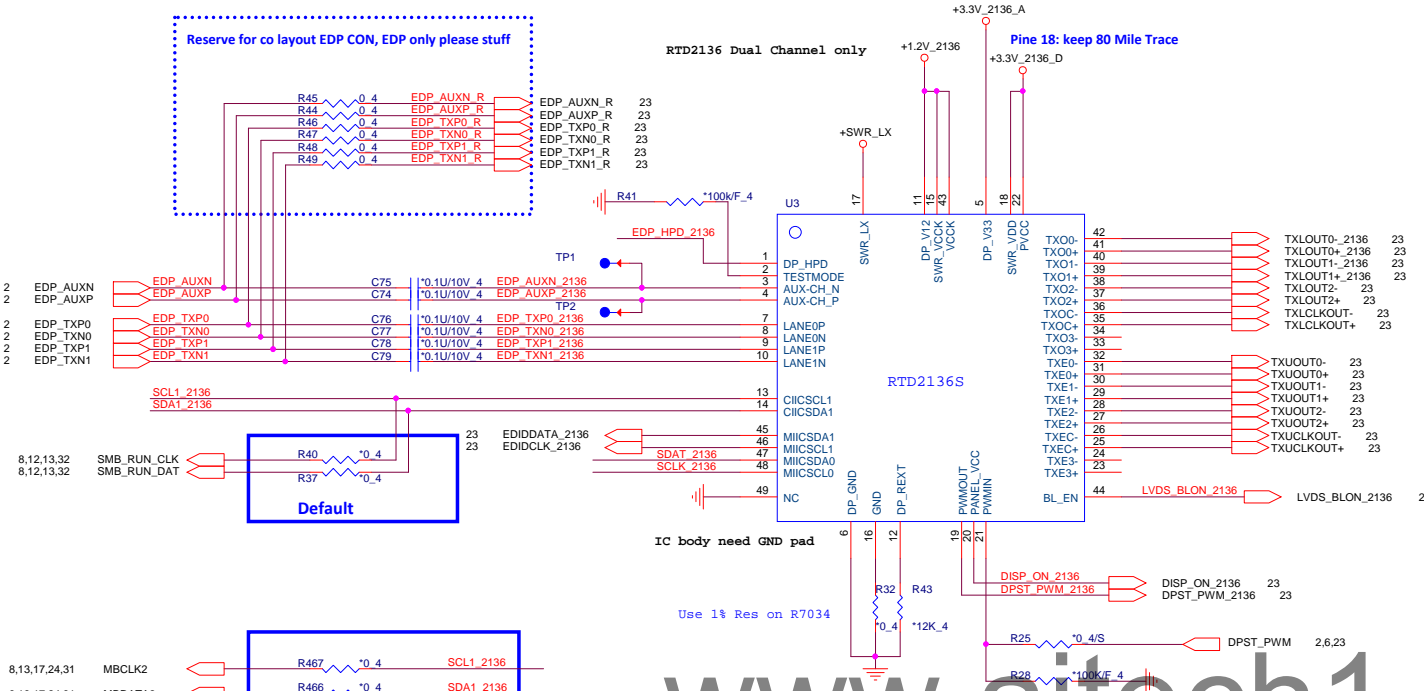 +3.3V_2136_A
Reserve for co layout EDP CON, EDP only please stuff
RTD2136 Dual Channel only
+1.2V_2136
Pine 18: keep 80 Mile Trace
+3.3V_2136_D
R45 0_4 EDP_AUXN_R EDP_AUXN_R 23
R44 0_4 EDP_AUXP_R EDP_AUXP_R 23
R46 0_4 EDP_TXP0_R EDP_TXP0_R 23
R47 0_4 EDP_TXN0_R EDP_TXN0_R 23
R48 0_4 EDP_TXP1_R EDP_TXP1_R 23
R49 0_4 EDP_TXN1_R EDP_TXN1_R 23
+SWR_LX
R41 *100k/F_4
U3
17 11 15 43 5 18 22
SWR_LX DP_V12 SWR_VCCK VCCK DP_V33 SWR_VDD PVCC
EDP_HPD_2136 1 DP_HPD
2 TESTMODE
TP1
2 EDP_AUXN EDP_AUXN C75 *0.1U/10V_4 EDP_AUXN_2136 3 AUX-CH_N
2 EDP_AUXP EDP_AUXP C74 *0.1U/10V_4 EDP_AUXP_2136 4 AUX-CH_P
TP2
2 EDP_TXP0 EDP_TXP0 C76 *0.1U/10V_4 EDP_TXP0_2136 7 LANE0P
2 EDP_TXN0 EDP_TXN0 C77 *0.1U/10V_4 EDP_TXN0_2136 8 LANE0N
2 EDP_TXP1 EDP_TXP1 C78 *0.1U/10V_4 EDP_TXP1_2136 9 LANE1P
2 EDP_TXN1 EDP_TXN1 C79 *0.1U/10V_4 EDP_TXN1_2136 10 LANE1N
SCL1_2136 13 CIICSCL1
SDA1_2136 14 CIICSDA1
23 EDIDDATA_2136 45 MIICSDA1
23 EDIDCLK_2136 46 MIICSCL1
SDAT_2136 47 MIICSDA0
SCLK_2136 48 MIICSCL0
49 NC
RTD2136S
TXO0- 42 TXLOUT0-_2136 23
TXO0+ 41 TXLOUT0+_2136 23
TXO1- 40 TXLOUT1-_2136 23
TXO1+ 39 TXLOUT1+_2136 23
TXO2- 38 TXLOUT2- 23
TXO2+ 37 TXLOUT2+ 23
TXOC- 36 TXLCLKOUT- 23
TXOC+ 35 TXLCLKOUT+ 23
TXO3- 34
TXO3+ 33
TXE0- 32 TXUOUT0- 23
TXE0+ 31 TXUOUT0+ 23
TXE1- 30 TXUOUT1- 23
TXE1+ 29 TXUOUT1+ 23
TXE2- 28 TXUOUT2- 23
TXE2+ 27 TXUOUT2+ 23
TXEC- 26 TXUCLKOUT- 23
TXEC+ 25 TXUCLKOUT+ 23
TXE3- 24
TXE3+ 23
BL_EN 44 LVDS_BLON_2136 LVDS_BLON_2136 2
8,12,13,32 SMB_RUN_CLK R40 *0_4
8,12,13,32 SMB_RUN_DAT R37 *0_4
Default
DP_GND GND DP_REXT PWMOUT PANEL_VCC PWMIN
6 16 12 19 20 21
IC body need GND pad
R32 *0_4
R43 *12K_4
Use 1% Res on R7034
DISP_ON_2136 DISP_ON_2136 23
DPST_PWM_2136 DPST_PWM_2136 23
R25 *0_4/S DPST_PWM 2,6,23
R28 *100K/F_4
8,13,17,24,31 MBCLK2 R467 *0_4 SCL1_2136
R466 *0_4 SDA1_2136